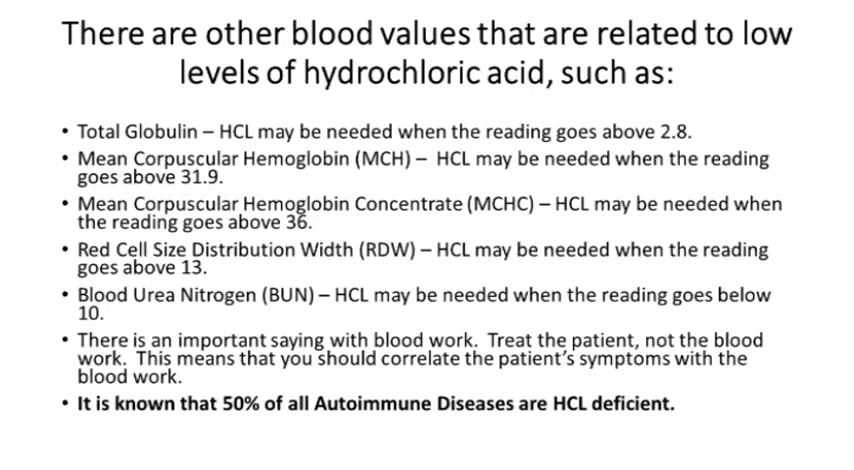 There are other blood values that are related to low
levels of hydrochloric acid, such as:
• Total Globulin – HCL may be needed when the reading goes above 2.8.
• Mean Corpuscular Hemoglobin (MCH) – HCL may be needed when the reading
goes above 31.9.
• Mean Corpuscular Hemoglobin Concentrate (MCHC) – HCL may be needed when
the reading goes above 36.
• Red Cell Size Distribution Width (RDW) – HCL may be needed when the reading
goes above 13.
• Blood Urea Nitrogen (BUN) – HCL may be needed when the reading goes below
10.
• There is an important saying with blood work. Treat the patient, not the blood
work. This means that you should correlate the patient's symptoms with the
blood work.
• It is known that 50% of all Autoimmune Diseases are HCL deficient.